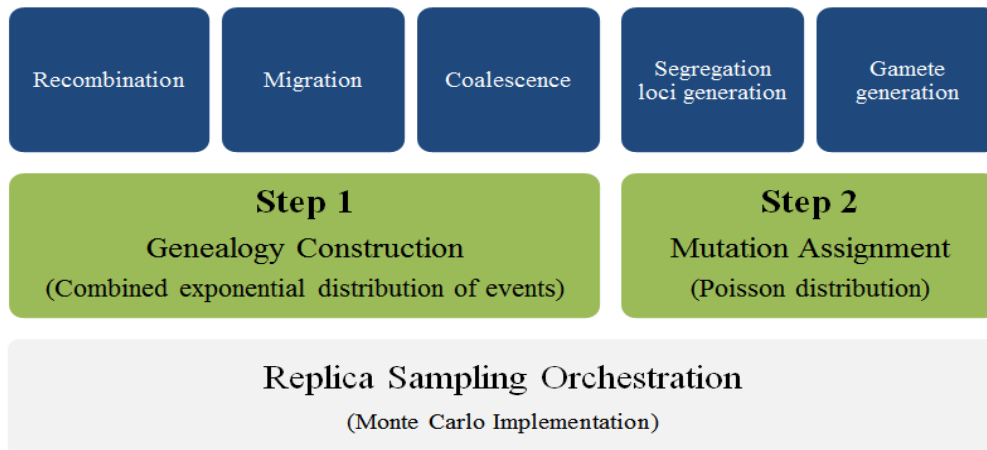 Recombination
Migration
Coalescence
Segregation
loci generation
Gamete
generation
Step 1
Genealogy Construction
(Combined exponential distribution of events)
Step 2
Mutation Assignment
(Poisson distribution)
Replica Sampling Orchestration
(Monte Carlo Implementation)